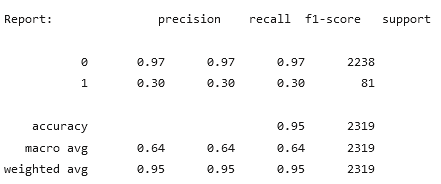 Report: precision recall f1-score support
0 0.97 0.97 0.97 2238
1 0.30 0.30 0.30 81
accuracy 0.95 2319
macro avg 0.64 0.64 0.64 2319
weighted avg 0.95 0.95 0.95 2319